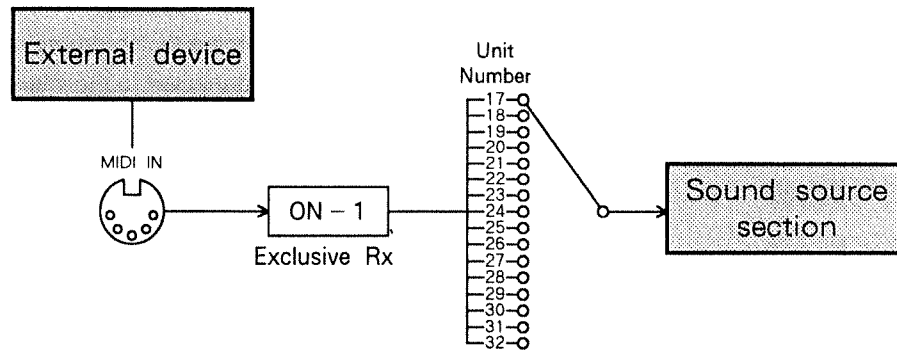 External device
MIDI IN
ON - 1
Exclusive Rx
Unit
Number
17
18
19
20
21
22
23
24
25
26
27
28
29
30
31
32
Sound source
section